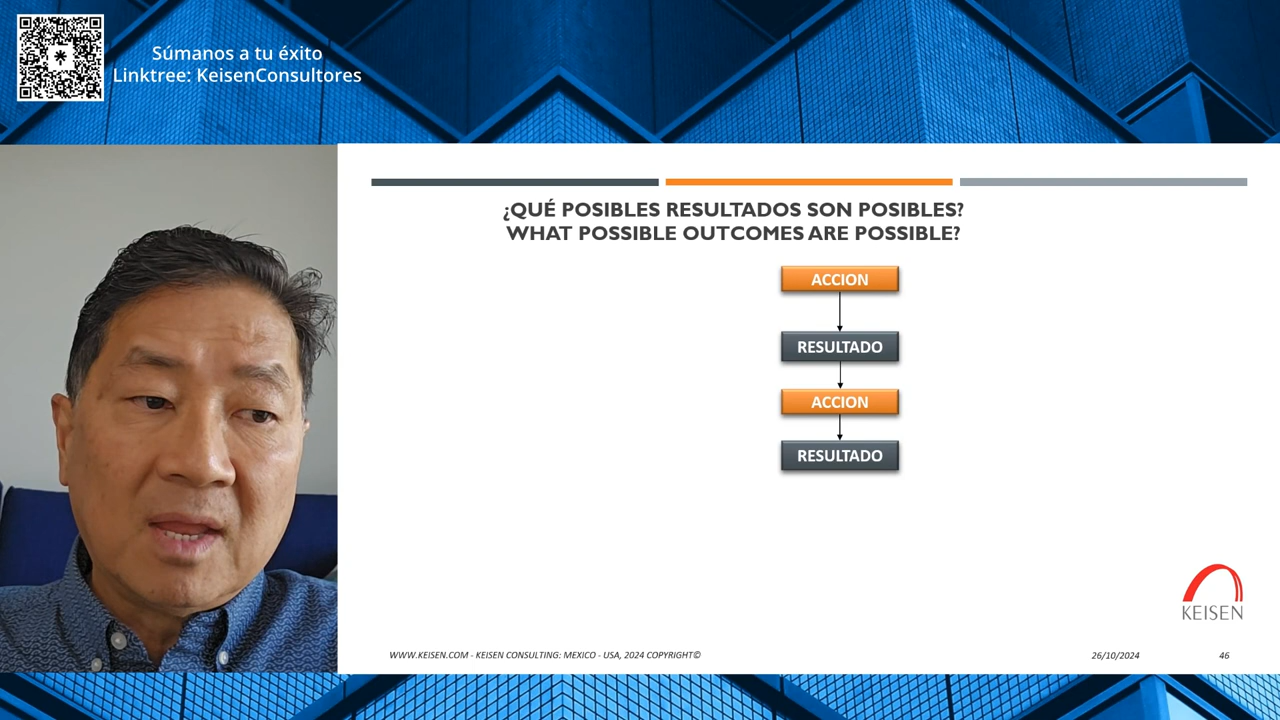 Súmanos a tu éxito
Linktree: KeisenConsultores
¿QUÉ POSIBLES RESULTADOS SON POSIBLES?
WHAT POSSIBLE OUTCOMES ARE POSSIBLE?
ACCION
RESULTADO
ACCION
RESULTADO
KEISEN
WWW.KEISEN.COM - KEISEN CONSULTING: MEXICO - USA, 2024 COPYRIGHT©
26/10/2024
46